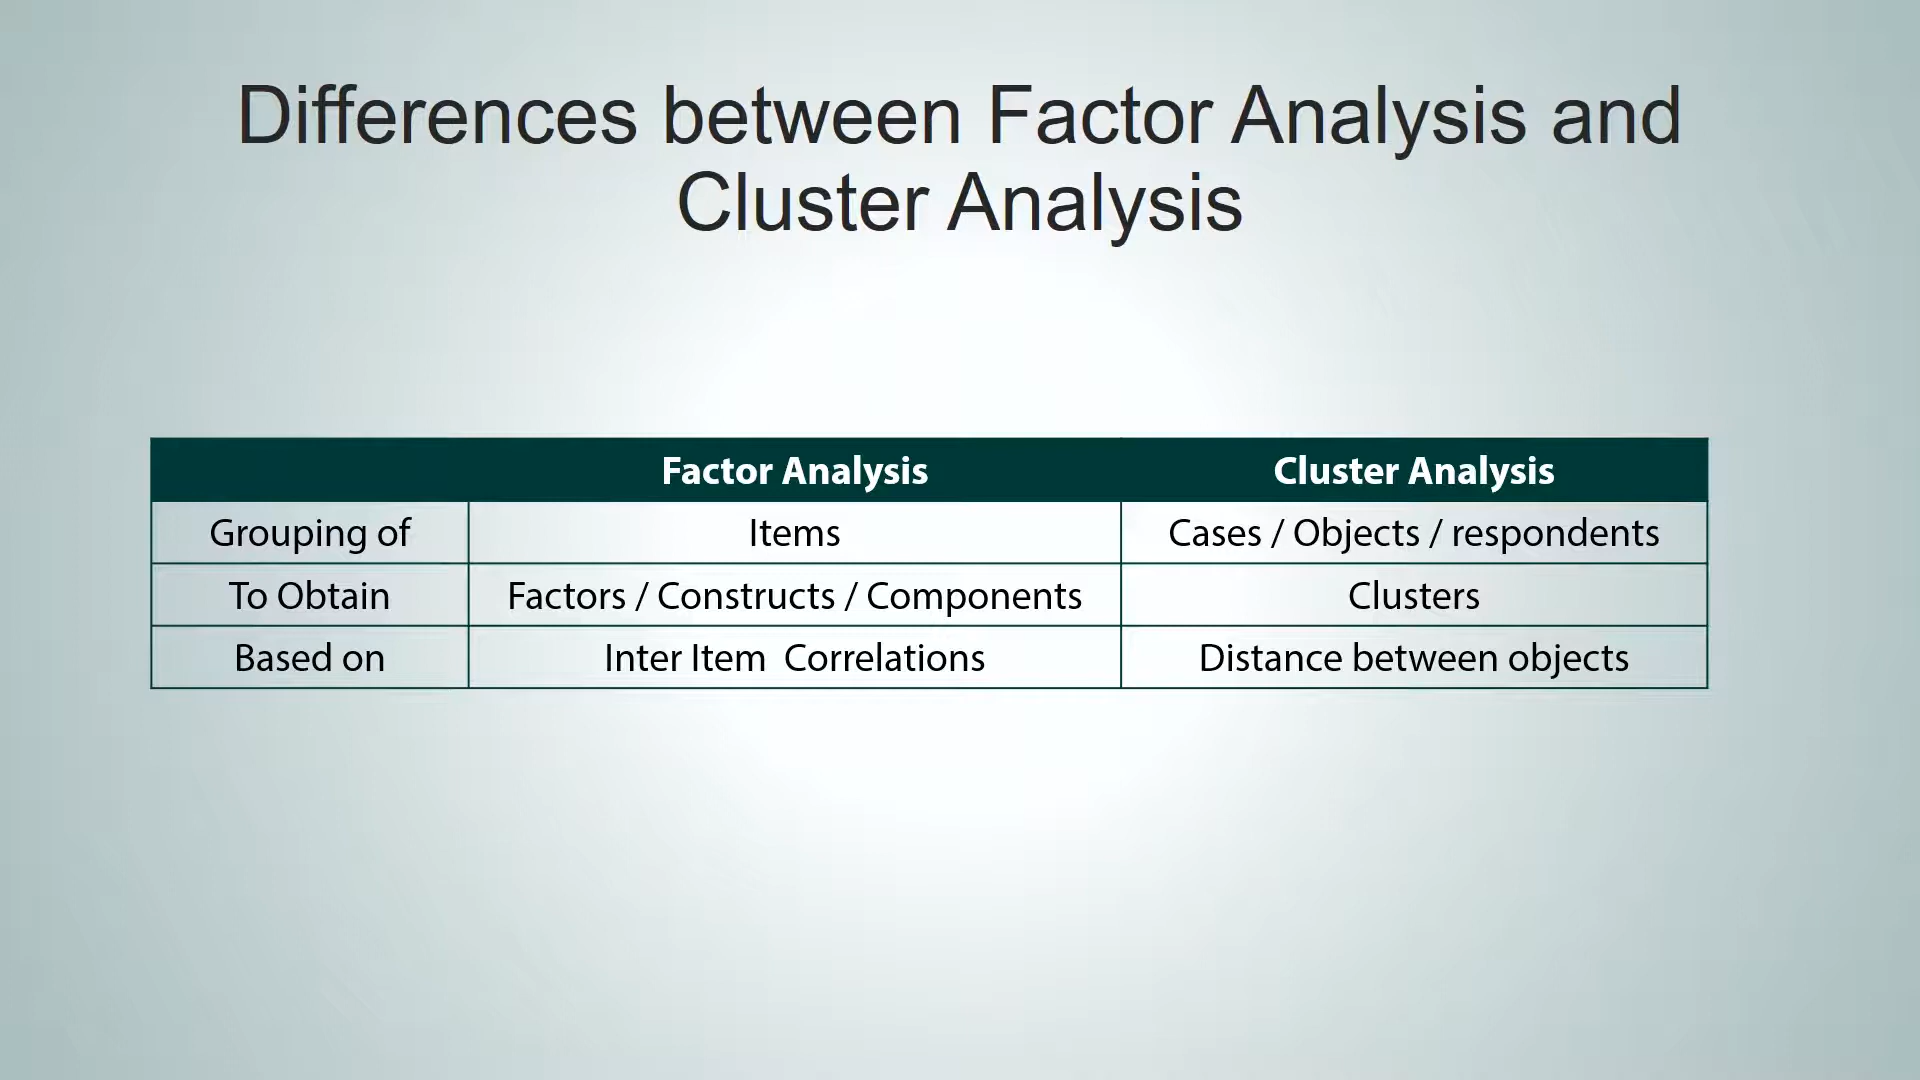 Differences between Factor Analysis and
Cluster Analysis
Factor Analysis Cluster Analysis
Grouping of Items Cases / Objects / respondents
To Obtain Factors / Constructs / Components Clusters
Based on Inter Item Correlations Distance between objects